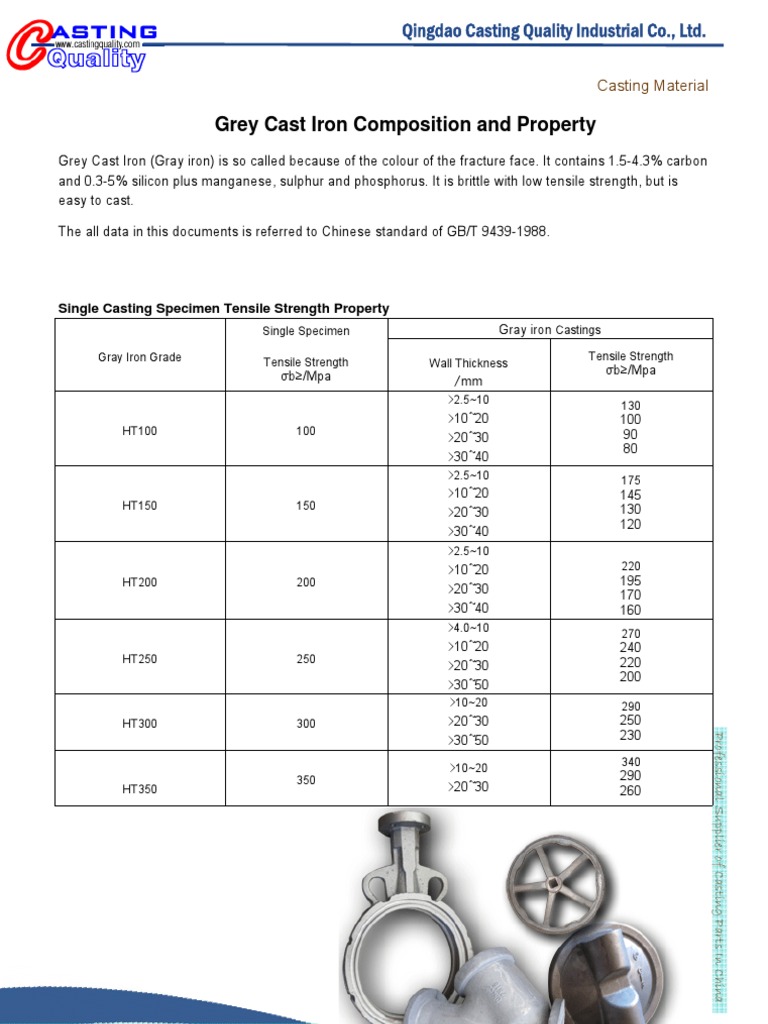 CASTING
www.castingquality.com
Quality
Qingdao Casting Quality Industrial Co., Ltd.
Casting Material
Grey Cast Iron Composition and Property
Grey Cast Iron (Gray iron) is so called because of the colour of the fracture face. It contains 1.5-4.3% carbon
and 0.3-5% silicon plus manganese, sulphur and phosphorus. It is brittle with low tensile strength, but is
easy to cast.
The all data in this documents is referred to Chinese standard of GB/T 9439-1988.
Single Casting Specimen Tensile Strength Property
Gray Iron Grade
Single Specimen
Tensile Strength
σb≥/Mpa
Gray iron Castings
Wall Thickness
/mm
Tensile Strength
σb≥/Mpa
HT100
100
>2.5~10
>10~20
>20~30
>30~40
130
100
90
80
HT150
150
>2.5~10
>10~20
>20~30
>30~40
175
145
130
120
HT200
200
>2.5~10
>10~20
>20~30
>30~40
220
195
170
160
HT250
250
>4.0~10
>10~20
>20~30
>30~50
270
240
220
200
HT300
300
>10~20
>20~30
>30~50
290
250
230
HT350
350
>10~20
>20~30
340
290
260
Professional Supplier of Casting Parts in China